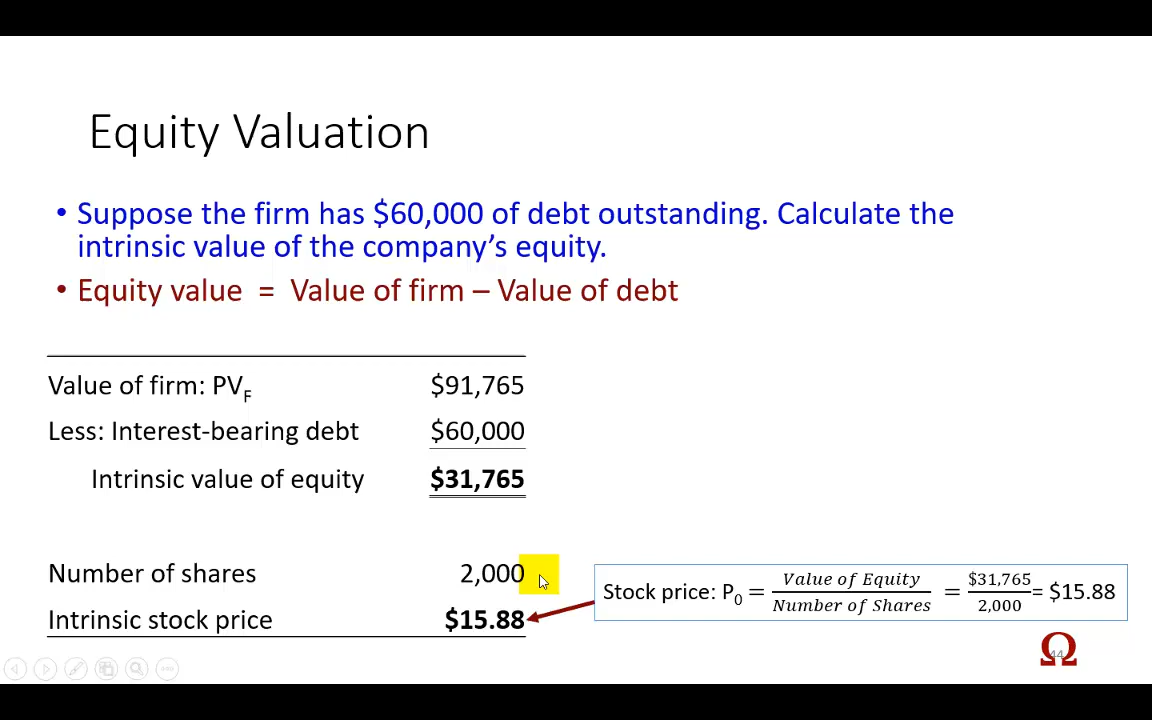 Equity Valuation
• Suppose the firm has $60,000 of debt outstanding. Calculate the
intrinsic value of the company’s equity.
• Equity value = Value of firm – Value of debt
Value of firm: PV_F $91,765
Less: Interest-bearing debt $60,000
Intrinsic value of equity $31,765
Number of shares 2,000
Intrinsic stock price $15.88
Stock price: P_0 = Value of Equity / Number of Shares = $31,765 / 2,000 = $15.88
Ω
44